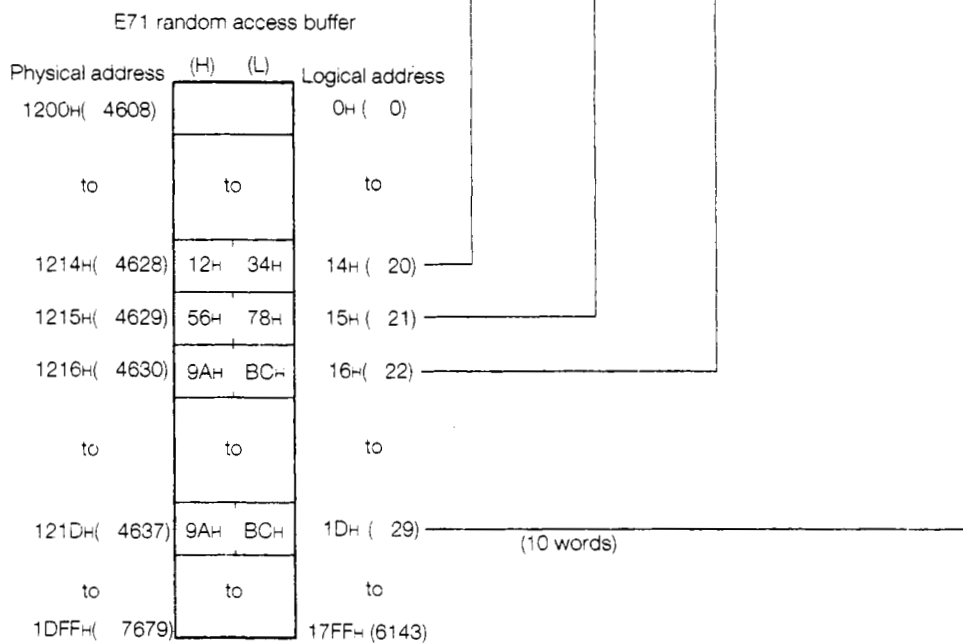 E71 random access buffer
Physical address (H) (L) Logical address
1200H( 4608) 0H ( 0)
to to to
1214H( 4628) 12H 34H 14H ( 20)
1215H( 4629) 56H 78H 15H ( 21)
1216H( 4630) 9AH BCH 16H( 22)
to to to
121DH( 4637) 9AH BCH 1DH ( 29)
(10 words)
to to to
1DFFH( 7679) 17FFH (6143)